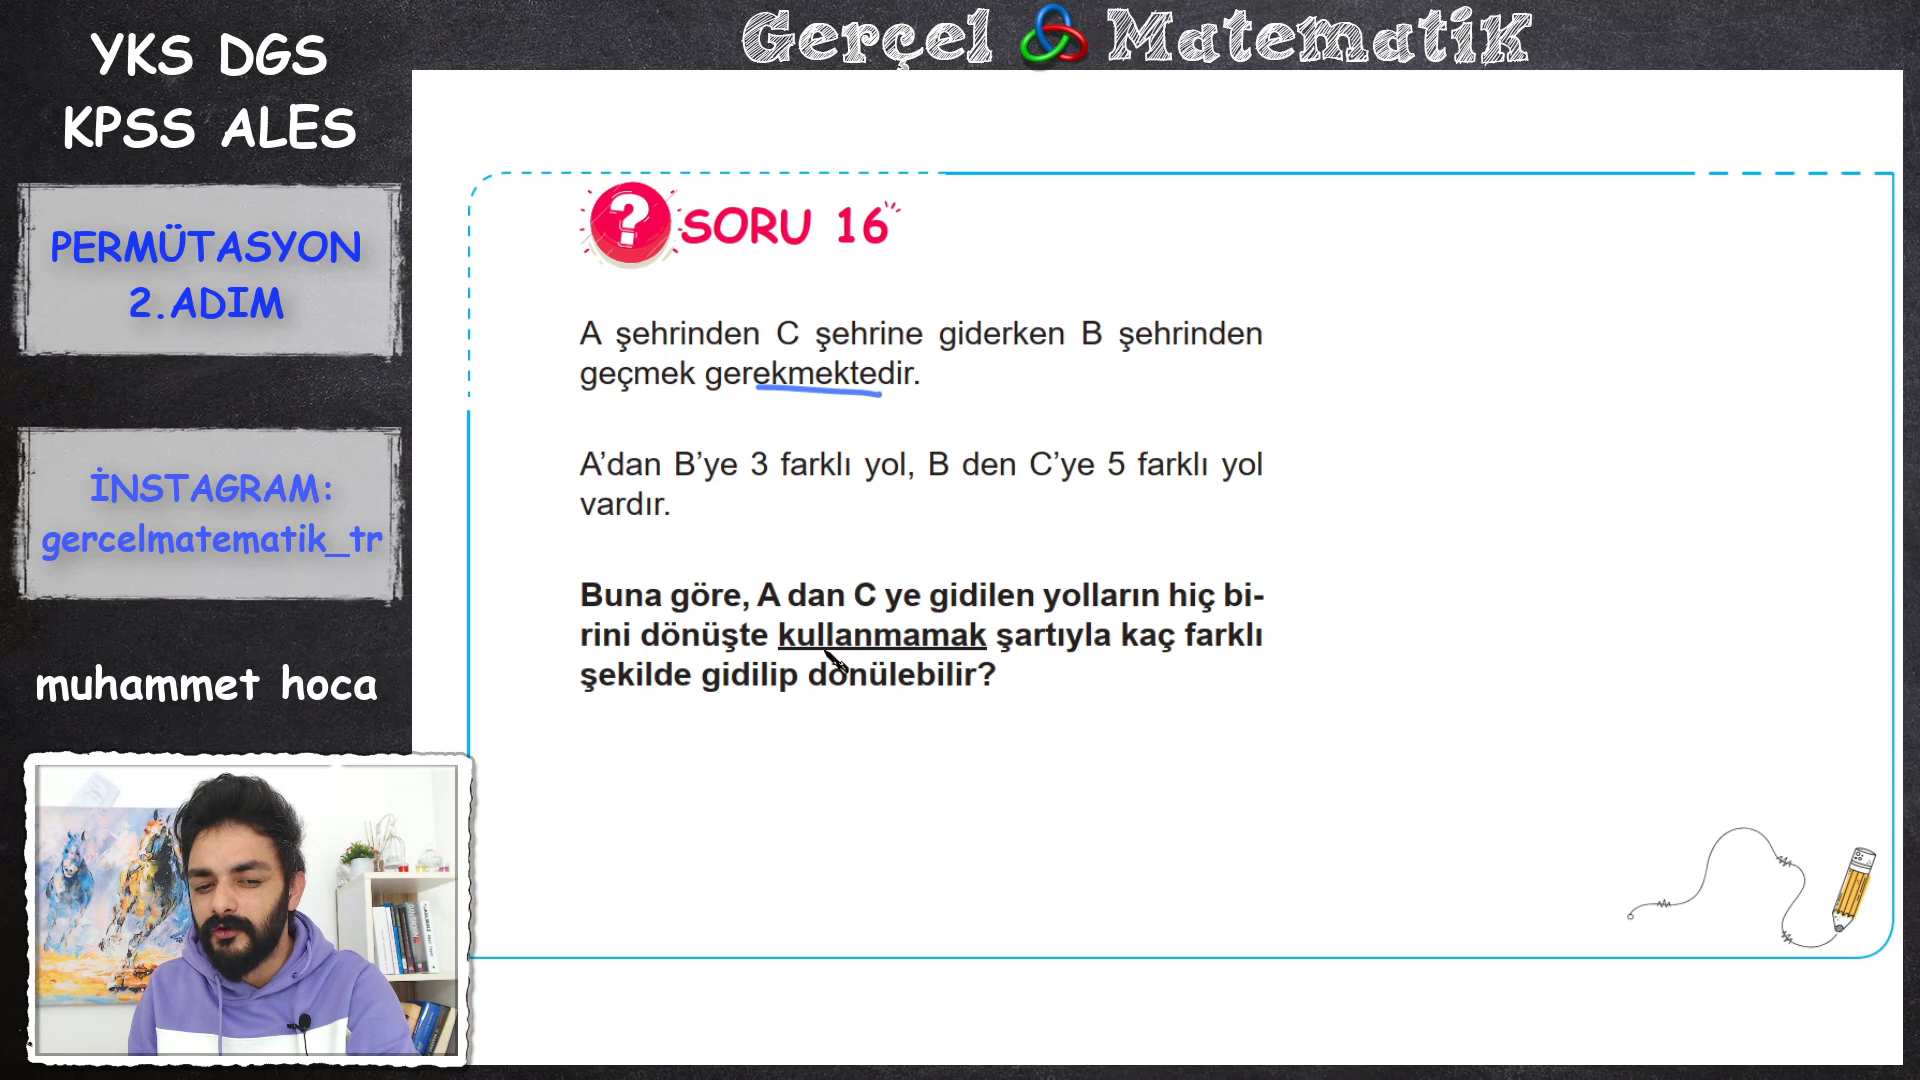 Gerçel Matematik
YKS DGS
KPSS ALES
PERMÜTASYON
2.ADIM
İNSTAGRAM:
gercelmatematik_tr
muhammet hoca
? SORU 16
A şehrinden C şehrine giderken B şehrinden
geçmek gerekmektedir.
A’dan B’ye 3 farklı yol, B den C’ye 5 farklı yol
vardır.
Buna göre, A dan C ye gidilen yolların hiç bi-
rini dönüşte kullanmamak şartıyla kaç farklı
şekilde gidilip dönülebilir?